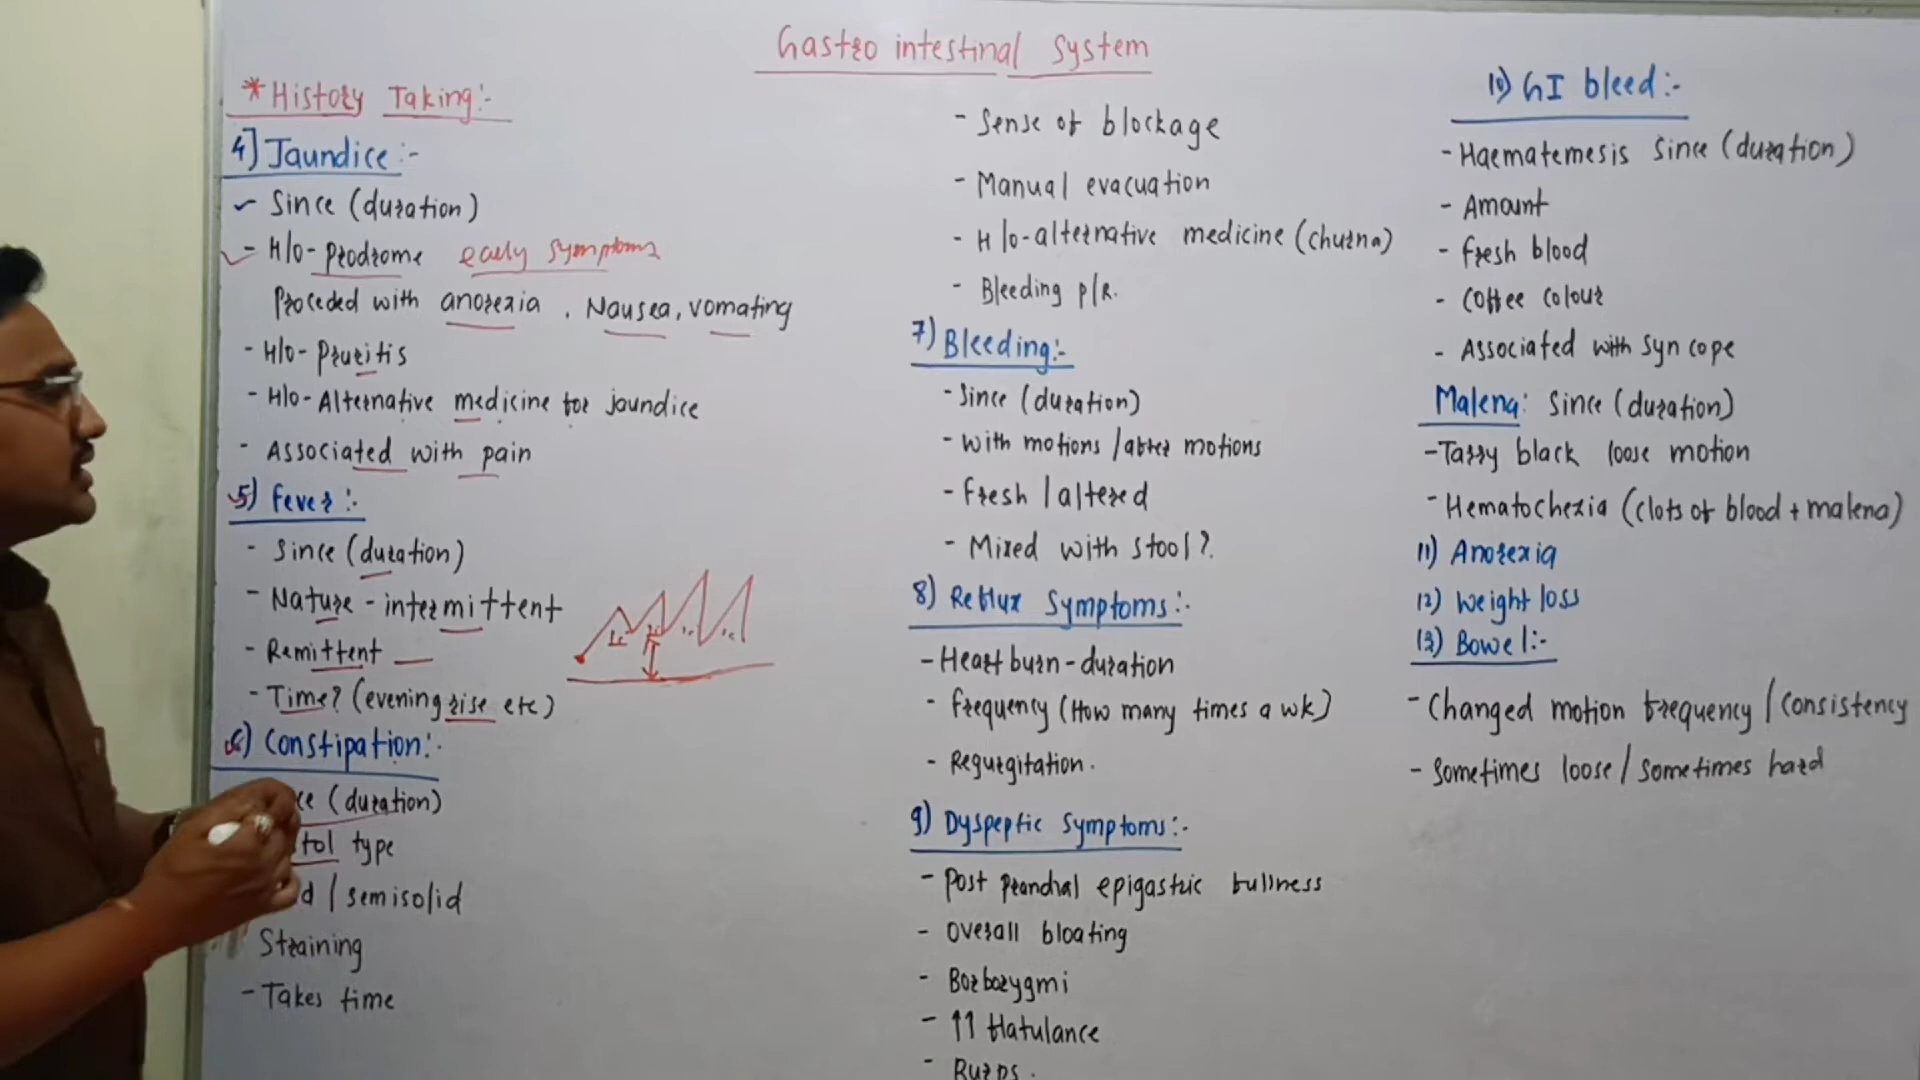 Gastro intestinal System
*History Taking:-
4] Jaundice:-
- Since (duration)
- H/o- Prodrome early symptoms
Proceded with anorexia, Nausea, vomating
- H/o- Pruritis
- H/o- Alternative medicine for jaundice
- Associated with pain
5) Fever:-
- Since (duration)
- Nature - intermittent
- Remittent
- Time? (evening rise etc)
6) Constipation:-
(duration)
type
/ semisolid
Straining
- Takes time
- Sense of blockage
- Manual evacuation
- H/o-alternative medicine (churna)
- Bleeding P/R.
7) Bleeding:-
- Since (duration)
- with motions / after motions
- Fresh / altered
- Mixed with stool?
8) Reflux Symptoms:-
- Heart burn - duration
- Frequency (How many times a wk)
- Regurgitation.
9) Dyspeptic Symptoms:-
- Post Prandial epigastric fullness
- Overall bloating
- Borborygmi
- ↑↑ flatulance
- Burps.
10) GI bleed:-
- Haematemesis Since (duration)
- Amount
- Fresh blood
- Coffee colour
- Associated with Syncope
Malena: Since (duration)
- Tarry black loose motion
- Hematochezia (clots of blood + malena)
11) Anorexia
12) Weight loss
13) Bowel:-
- Changed motion frequency / consistency
- Sometimes loose / sometimes hard